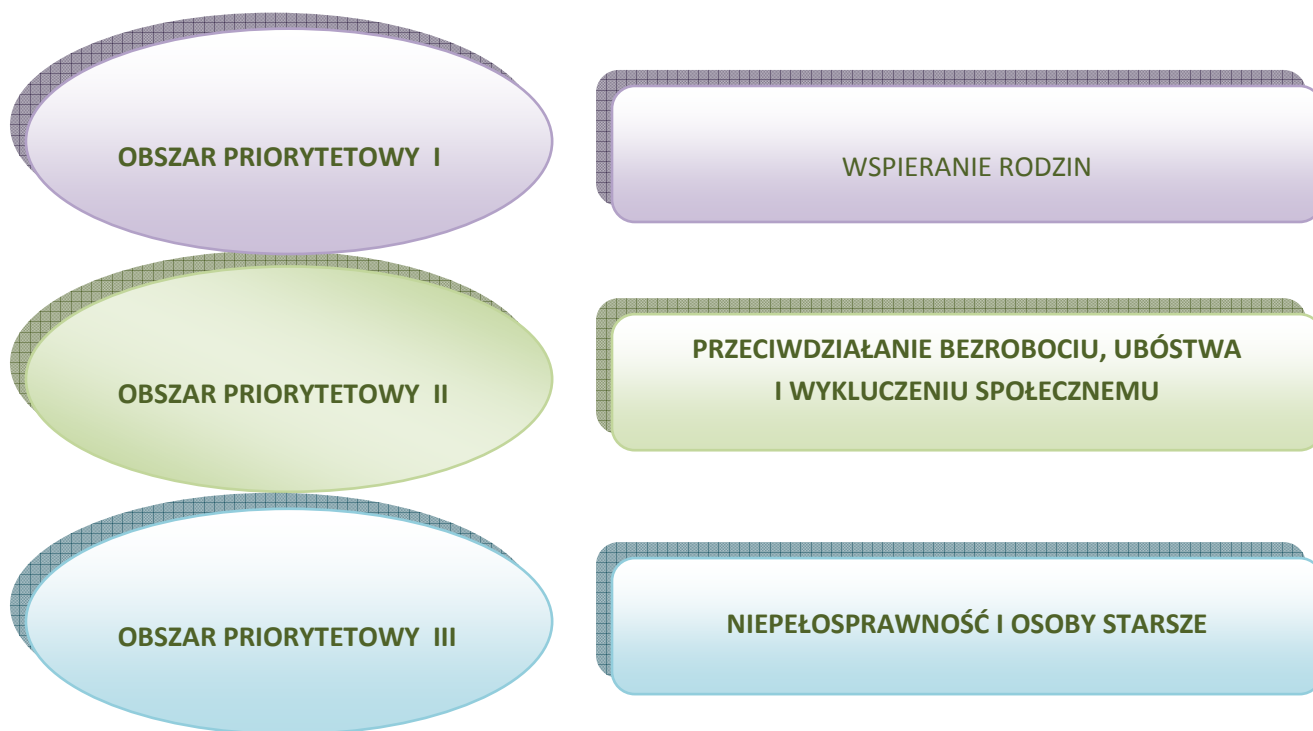 OBSZAR PRIORYTETOWY I
WSPIERANIE RODZIN
OBSZAR PRIORYTETOWY II
PRZECIWDZIAŁANIE BEZROBOCIU, UBÓSTWA
I WYKLUCZENIU SPOŁECZNEMU
OBSZAR PRIORYTETOWY III
NIEPEŁOSPRAWNOŚĆ I OSOBY STARSZE